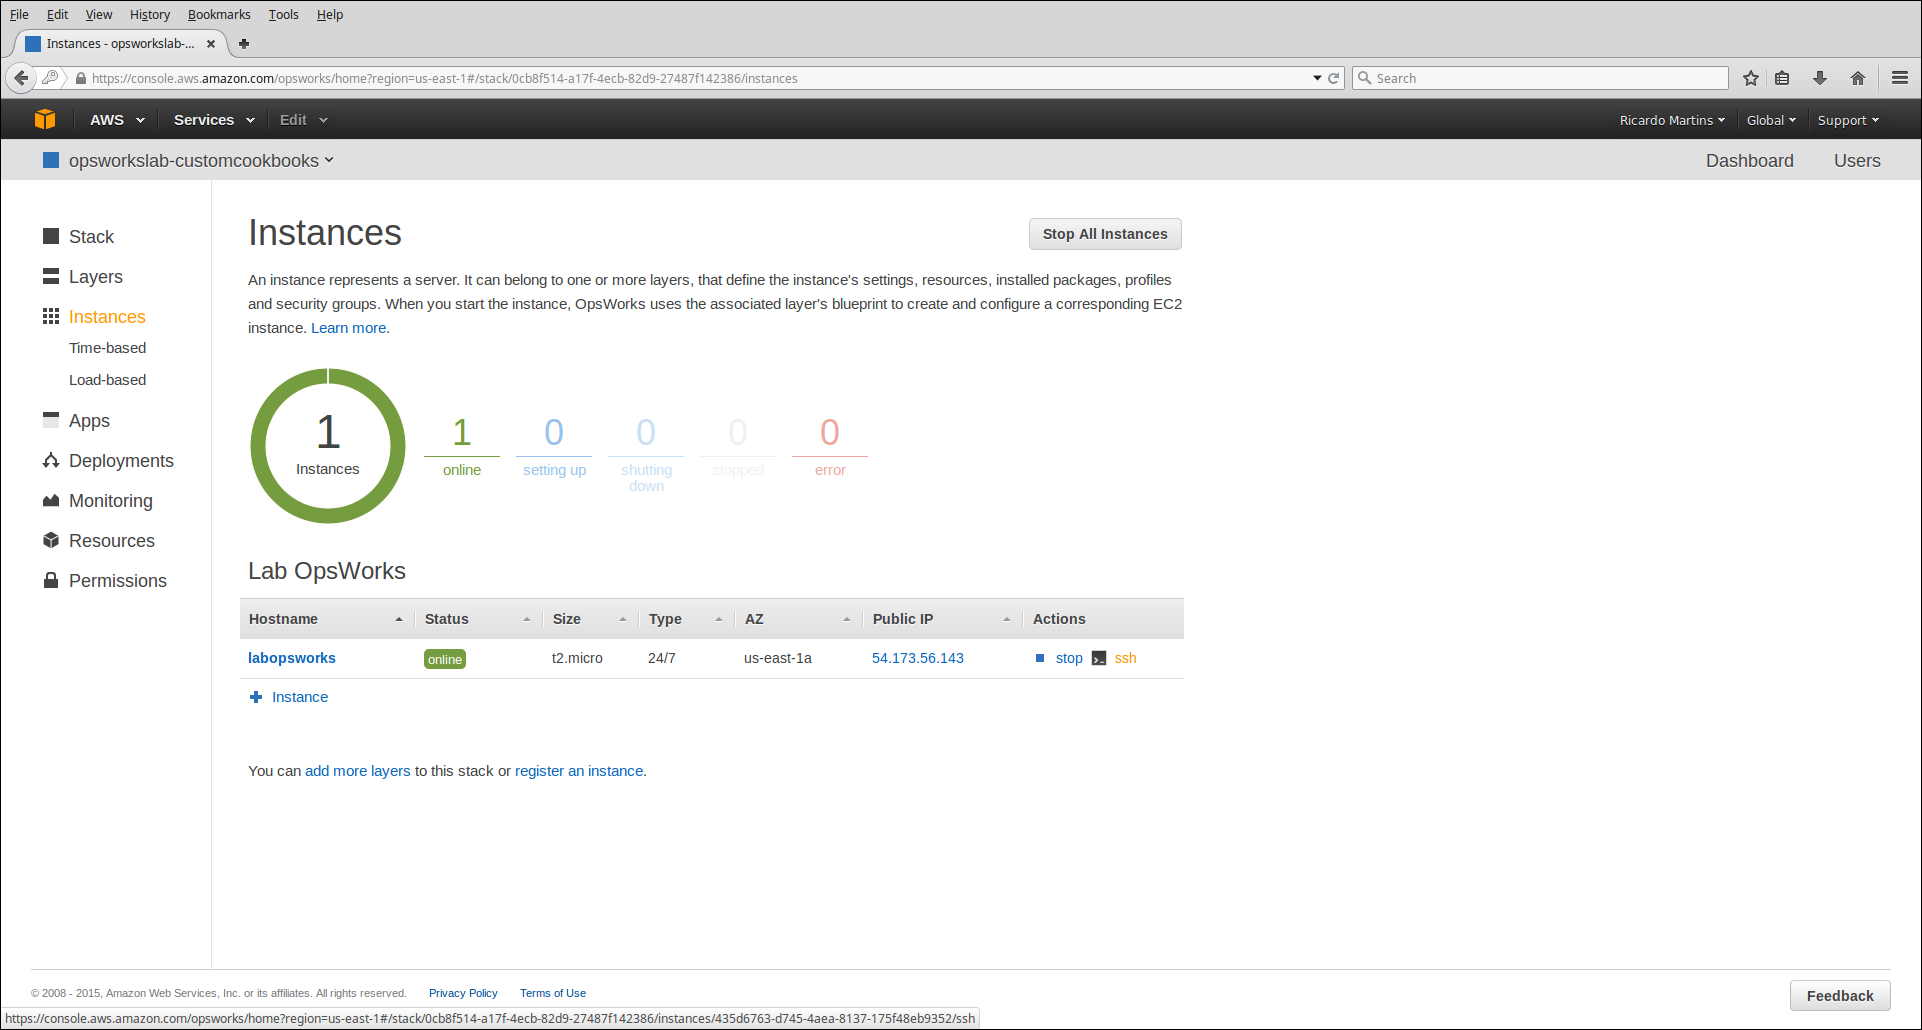 File Edit View History Bookmarks Tools Help
Instances - opsworkslab-...
https://console.aws.amazon.com/opsworks/home?region=us-east-1#/stack/0cb8f514-a17f-4ecb-82d9-27487f142386/instances
Search
AWS Services Edit Ricardo Martins Global Support
opsworkslab-customcookbooks Dashboard Users
Stack
Layers
Instances
Time-based
Load-based
Apps
Deployments
Monitoring
Resources
Permissions
Instances
Stop All Instances
An instance represents a server. It can belong to one or more layers, that define the instance's settings, resources, installed packages, profiles
and security groups. When you start the instance, OpsWorks uses the associated layer's blueprint to create and configure a corresponding EC2
instance. Learn more.
1
Instances
1
online
0
setting up
0
shutting
down
0
stopped
0
error
Lab OpsWorks
Hostname Status Size Type AZ Public IP Actions
labopsworks online t2.micro 24/7 us-east-1a 54.173.56.143 stop ssh
Instance
You can add more layers to this stack or register an instance.
© 2008 - 2015, Amazon Web Services, Inc. or its affiliates. All rights reserved. Privacy Policy Terms of Use
Feedback
https://console.aws.amazon.com/opsworks/home?region=us-east-1#/stack/0cb8f514-a17f-4ecb-82d9-27487f142386/instances/435d6763-d745-4aea-8137-175f48eb9352/ssh